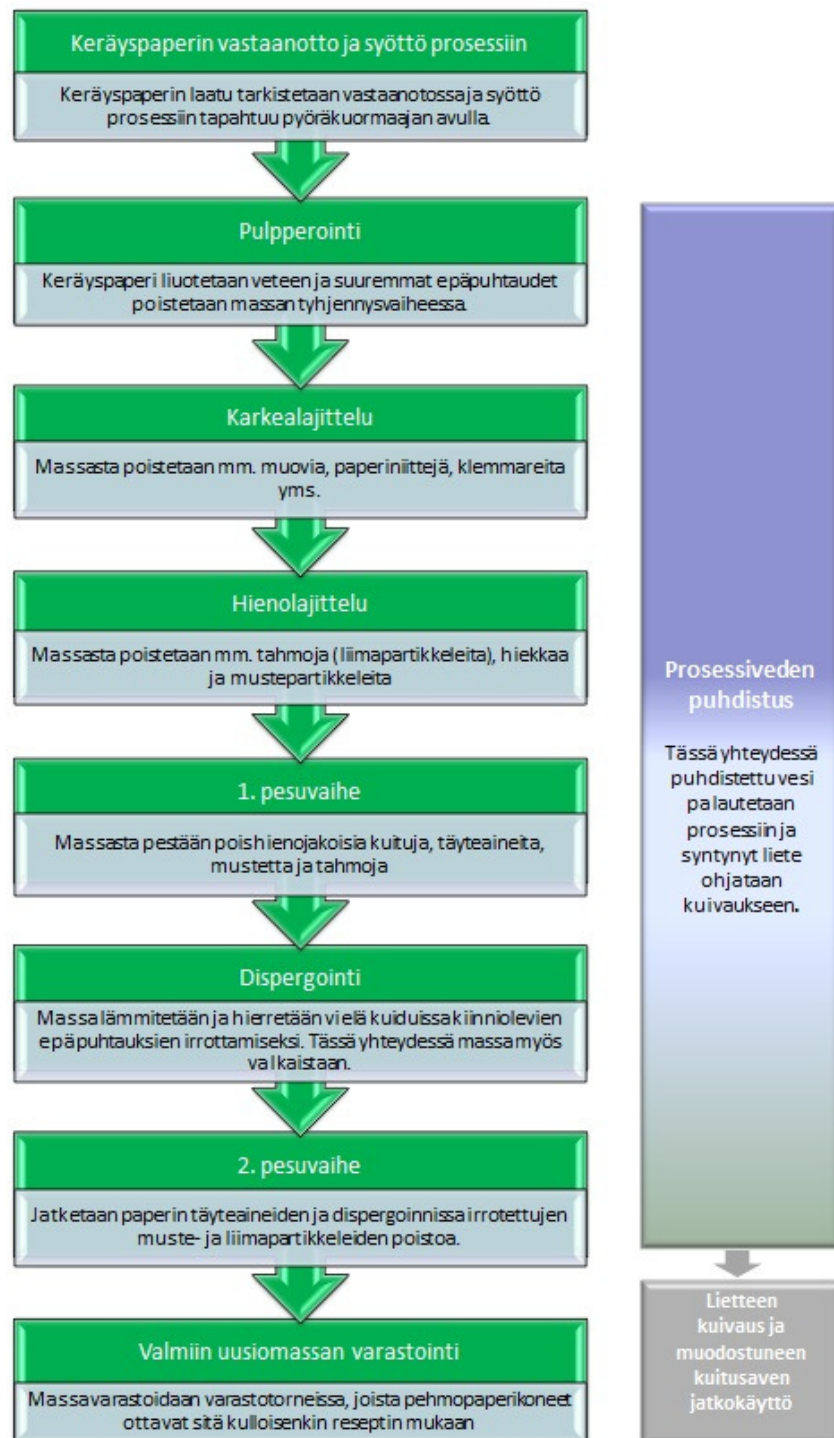 Keräyspaperin vastaanotto ja syöttö prosessiin
Keräyspaperin laatu tarkistetaan vastaanotossa ja syöttö
prosessiin tapahtuu pyöräkuormaajan avulla.
Pulpperointi
Keräyspaperi liuotetaan veteen ja suuremmat epäpuhtaudet
poistetaan massan tyhjennysvaiheessa.
Karkealajittelu
Massasta poistetaan mm. muovia, paperiniittejä, klemmareita
yms.
Hienolajittelu
Massasta poistetaan mm. tahmoja (liimapartikkeleita), hiekkaa
ja mustepartikkeleita
1. pesuvaihe
Massasta pestään pois hienojakoisia kuituja, täyteaineita,
mustetta ja tahmoja
Dispergointi
Massa lämmitetään ja hierretään vielä kuiduissa kiinniolevien
epäpuhtauksien irrottamiseksi. Tässä yhteydessä massa myös
valkaistaan.
2. pesuvaihe
Jatketaan paperin täyteaineiden ja dispergoinnissa irrotettujen
muste- ja liimapartikkeleiden poistoa.
Valmiin uusiomassan varastointi
Massa varastoidaan varastotorneissa, joista pehmopaperikoneet
ottavat sitä kulloisenkin reseptin mukaan
Prosessiveden
puhdistus
Tässä yhteydessä
puhdistettu vesi
palautetaan
prosessiin ja
syntynyt liete
ohjataan
kuivaukseen.
Lietteen
kuivaus ja
muodostuneen
kuitusaven
jatkokäyttö